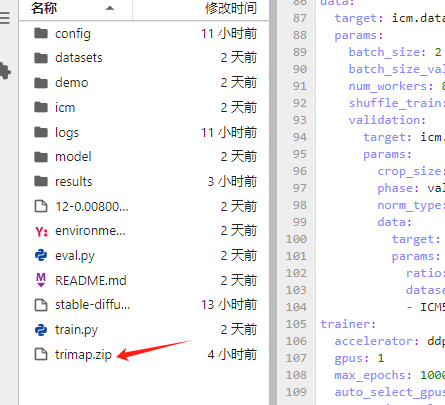 名称 修改时间
config 11 小时前
datasets 2 天前
demo 2 天前
icm 2 天前
logs 11 小时前
model 2 天前
results 3 小时前
12-0.00800... 2 天前
environme... 2 天前
eval.py 2 天前
README.md 2 天前
stable-diffu... 13 小时前
train.py 2 天前
trimap.zip 4 小时前
86 data:
87 target: icm.data
88 params:
89 batch_size: 2
90 batch_size_val
91 num_workers: 8
92 shuffle_train:
93 validation:
94 target: icm.
95 params:
96 crop_size:
97 phase: val
98 norm_type:
99 data:
100 target:
101 params:
102 ratio:
103 datase
104 - ICM5
105 trainer:
106 accelerator: ddp
107 gpus: 1
108 max_epochs: 1000
109 auto_select_gpus